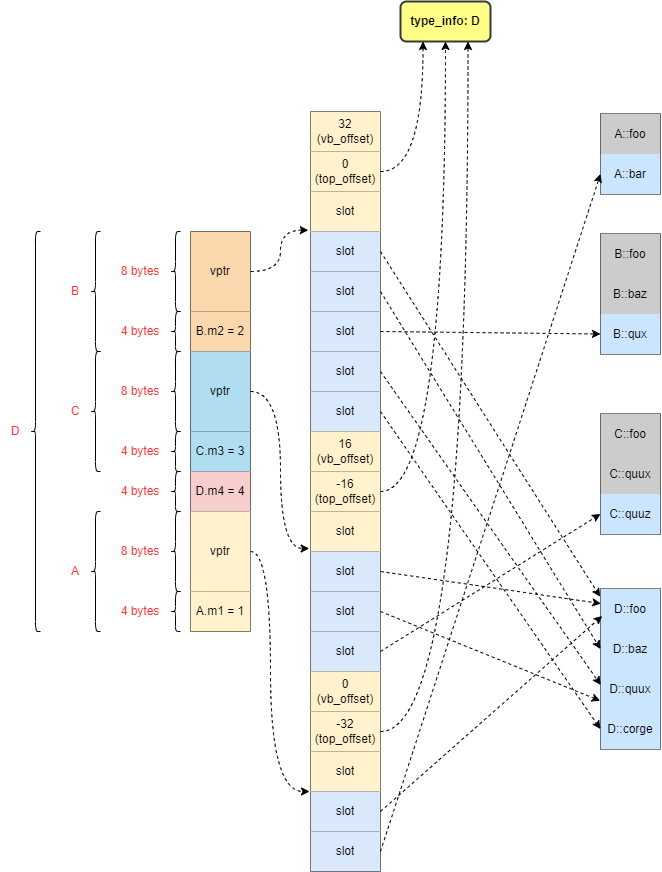 type_info: D
32
(vb_offset)
0
(top_offset)
slot
slot
slot
slot
slot
slot
16
(vb_offset)
-16
(top_offset)
slot
slot
slot
slot
0
(vb_offset)
-32
(top_offset)
slot
slot
slot
D
B
C
A
8 bytes
4 bytes
8 bytes
4 bytes
4 bytes
8 bytes
4 bytes
vptr
B.m2 = 2
vptr
C.m3 = 3
D.m4 = 4
vptr
A.m1 = 1
A::foo
A::bar
B::foo
B::baz
B::qux
C::foo
C::quux
C::quuz
D::foo
D::baz
D::quux
D::corge